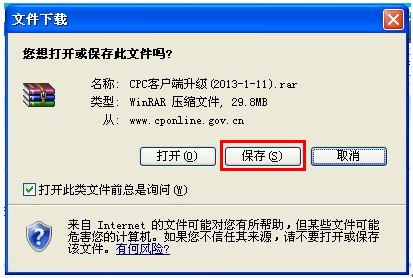 文件下载
您想打开或保存此文件吗?
名称: CPC客户端升级(2013-1-11).rar
类型: WinRAR 压缩文件, 29.8MB
从: www.cponline.gov.cn
打开(O) 保存(S) 取消
打开此类文件前总是询问(W)
来自 Internet 的文件可能对您有所帮助，但某些文件可能
危害您的计算机。如果您不信任其来源，请不要打开或保存
该文件。有何风险?